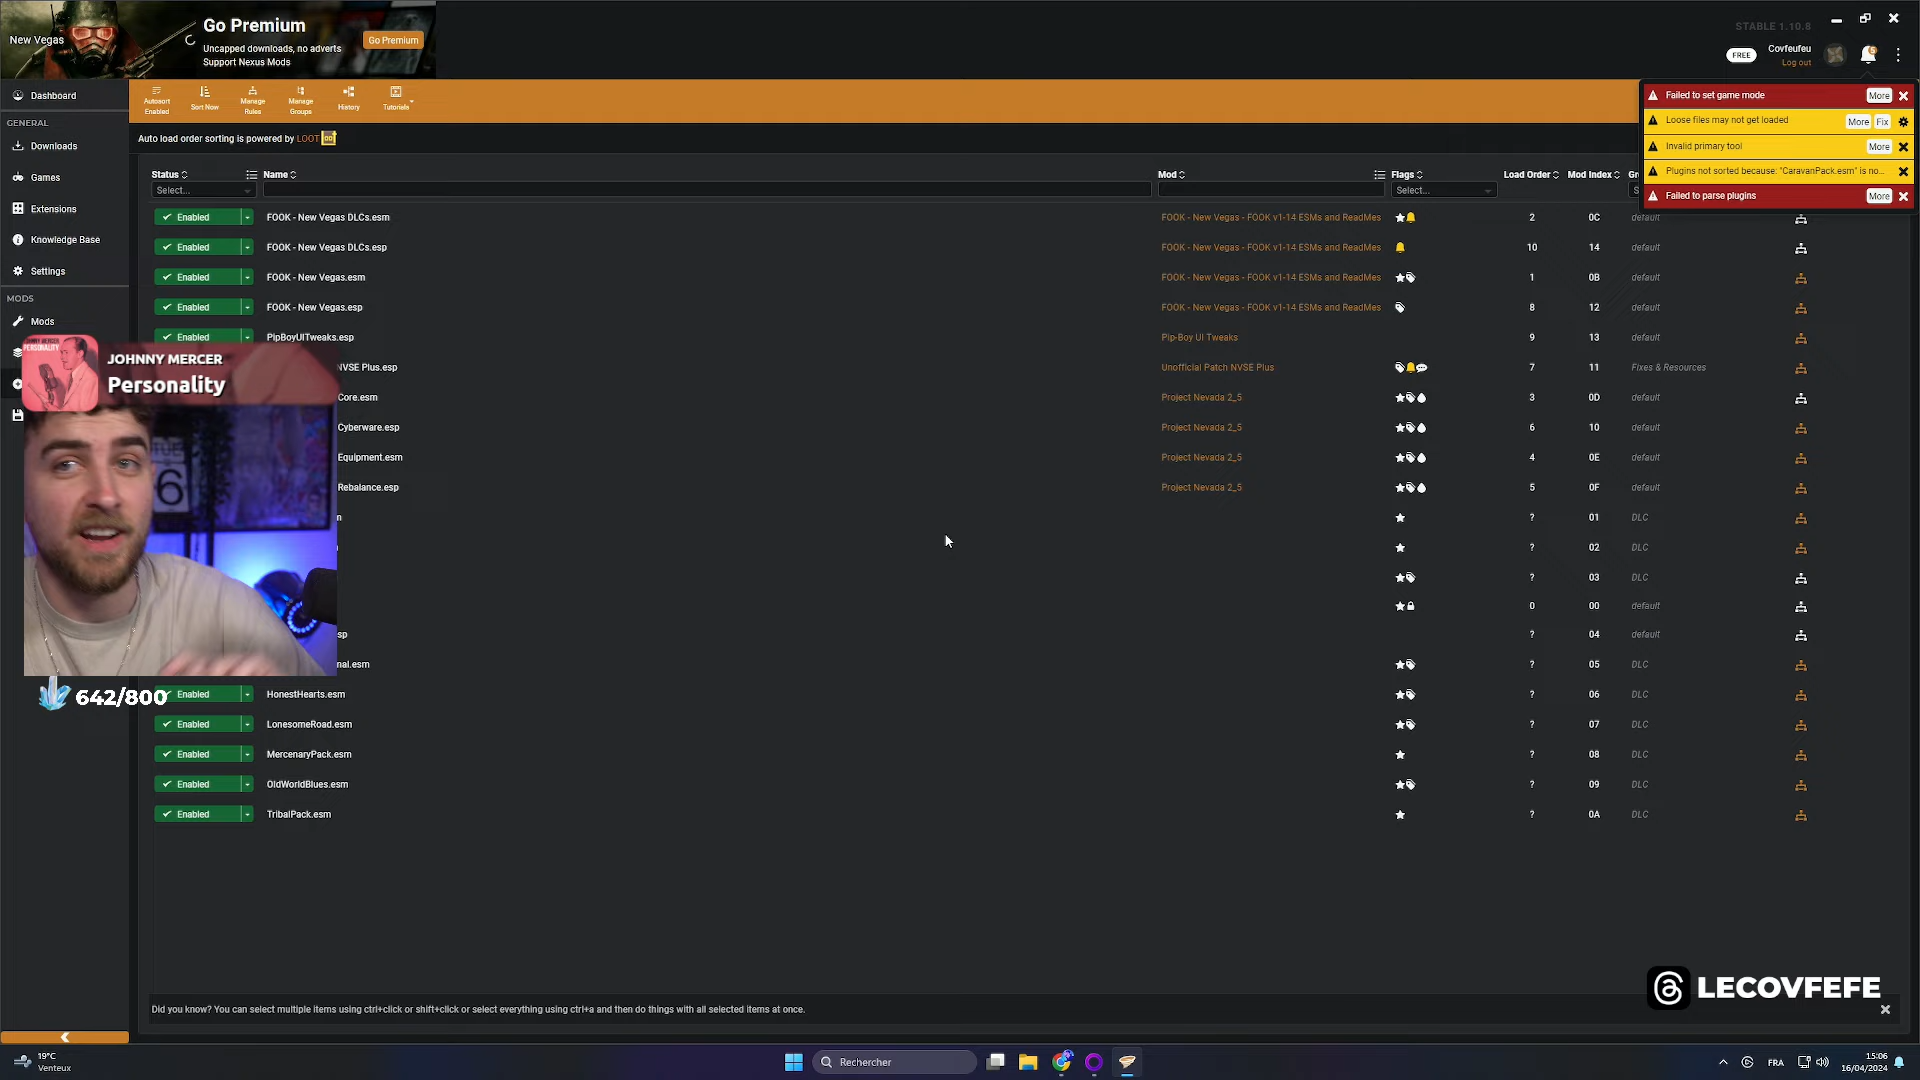 New Vegas
Go Premium
Uncapped downloads, no adverts
Support Nexus Mods
Go Premium
STABLE 1.10.8
FREE
Covfeufeu
Log out
Dashboard
GENERAL
Downloads
Games
Extensions
Knowledge Base
Settings
MODS
Mods
Autosort Enabled
Sort Now
Manage Rules
Manage Groups
History
Tutorials
Auto load order sorting is powered by LOOT
Failed to set game mode More
Loose files may not get loaded More Fix
Invalid primary tool More
Plugins not sorted because: "CaravanPack.esm" is no...
Failed to parse plugins More
Status Name Mod Flags Load Order Mod Index
Select... Select...
Enabled FOOK - New Vegas DLCs.esm FOOK - New Vegas - FOOK v1-14 ESMs and ReadMes 2 0C default
Enabled FOOK - New Vegas DLCs.esp FOOK - New Vegas - FOOK v1-14 ESMs and ReadMes 10 14 default
Enabled FOOK - New Vegas.esm FOOK - New Vegas - FOOK v1-14 ESMs and ReadMes 1 0B default
Enabled FOOK - New Vegas.esp FOOK - New Vegas - FOOK v1-14 ESMs and ReadMes 8 12 default
Enabled PipBoyUITweaks.esp Pip-Boy UI Tweaks 9 13 default
NVSE Plus.esp Unofficial Patch NVSE Plus 7 11 Fixes & Resources
Core.esm Project Nevada 2_5 3 0D default
Cyberware.esp Project Nevada 2_5 6 10 default
Equipment.esm Project Nevada 2_5 4 0E default
Rebalance.esp Project Nevada 2_5 5 0F default
? 01 DLC
? 02 DLC
? 03 DLC
0 00 default
sp ? 04 default
nal.esm ? 05 DLC
Enabled HonestHearts.esm ? 06 DLC
Enabled LonesomeRoad.esm ? 07 DLC
Enabled MercenaryPack.esm ? 08 DLC
Enabled OldWorldBlues.esm ? 09 DLC
Enabled TribalPack.esm ? 0A DLC
JOHNNY MERCER
Personality
642/800
Did you know? You can select multiple items using ctrl+click or shift+click or select everything using ctrl+a and then do things with all selected items at once.
LECOVFEFE
19°C
Venteux
Rechercher
FRA
15:06
16/04/2024